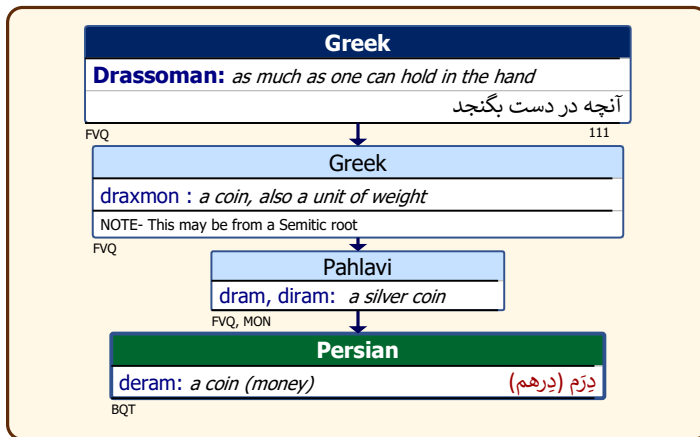 Greek
Drassoman: as much as one can hold in the hand
آنچه در دست بگنجد
FVQ 111
Greek
draxmon : a coin, also a unit of weight
NOTE- This may be from a Semitic root
FVQ
Pahlavi
dram, diram: a silver coin
FVQ, MON
Persian
deram: a coin (money) دِرَم (دِرهم)
BQT